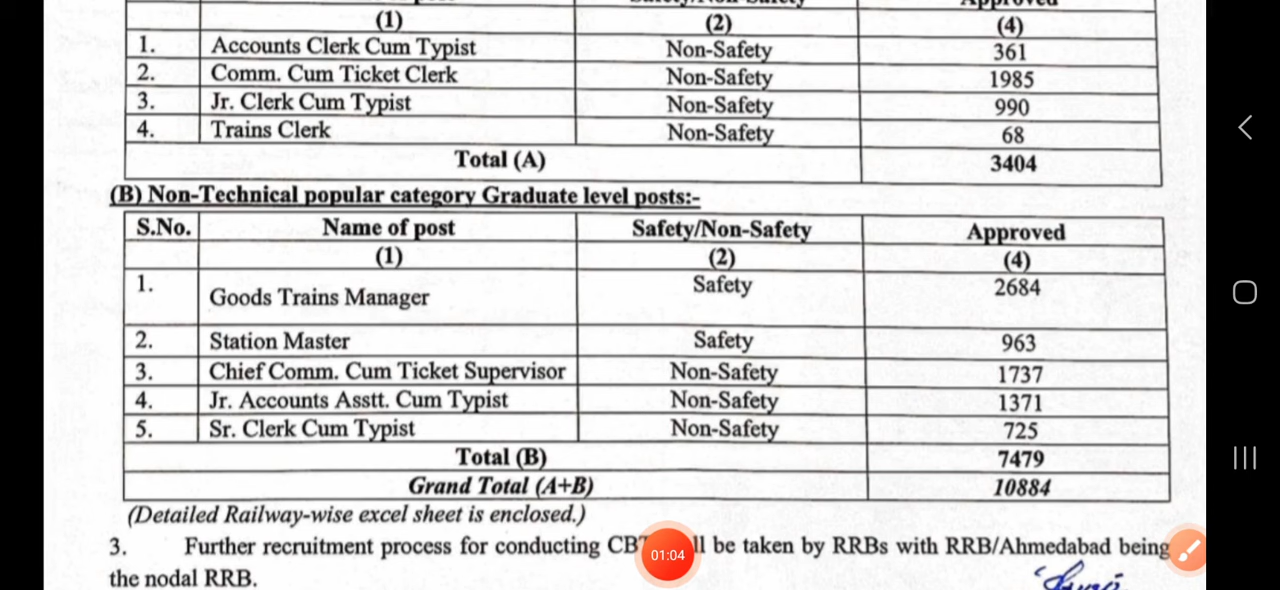 (1) (2) (4)
1. Accounts Clerk Cum Typist Non-Safety 361
2. Comm. Cum Ticket Clerk Non-Safety 1985
3. Jr. Clerk Cum Typist Non-Safety 990
4. Trains Clerk Non-Safety 68
Total (A) 3404
(B) Non-Technical popular category Graduate level posts:-
S.No. Name of post Safety/Non-Safety Approved
(1) (2) (4)
1. Goods Trains Manager Safety 2684
2. Station Master Safety 963
3. Chief Comm. Cum Ticket Supervisor Non-Safety 1737
4. Jr. Accounts Asstt. Cum Typist Non-Safety 1371
5. Sr. Clerk Cum Typist Non-Safety 725
Total (B) 7479
Grand Total (A+B) 10884
(Detailed Railway-wise excel sheet is enclosed.)
3. Further recruitment process for conducting be taken by RRBs with RRB/Ahmedabad being
the nodal RRB.
01:04